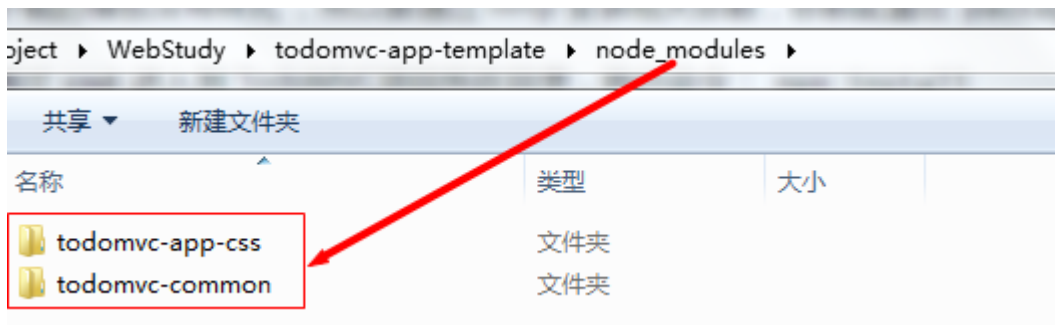 oject ▸ WebStudy ▸ todomvc-app-template ▸ node_modules ▸
共享 新建文件夹
名称 类型 大小
todomvc-app-css 文件夹
todomvc-common 文件夹